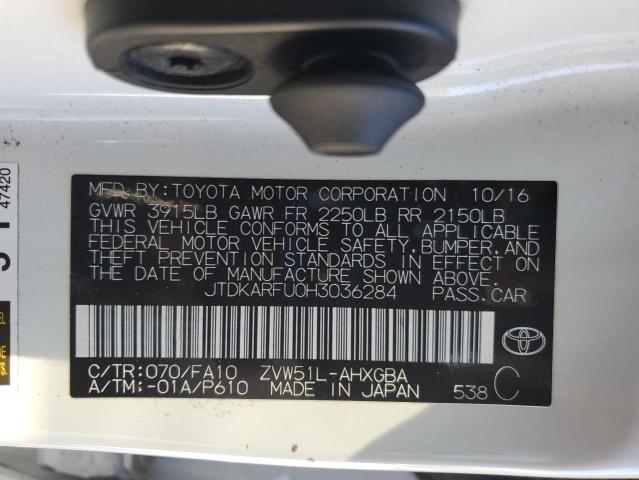 MFD. BY: TOYOTA MOTOR CORPORATION 10/16
GVWR 3915LB GAWR FR 2250LB RR 2150LB
THIS VEHICLE CONFORMS TO ALL APPLICABLE
FEDERAL MOTOR VEHICLE SAFETY, BUMPER, AND
THEFT PREVENTION STANDARDS IN EFFECT ON
THE DATE OF MANUFACTURE SHOWN ABOVE.
JTDKARFU0H3036284 PASS.CAR
C/TR:070/FA10 ZVW51L-AHXGBA
A/TM:-01A/P610 MADE IN JAPAN 538 C
47420